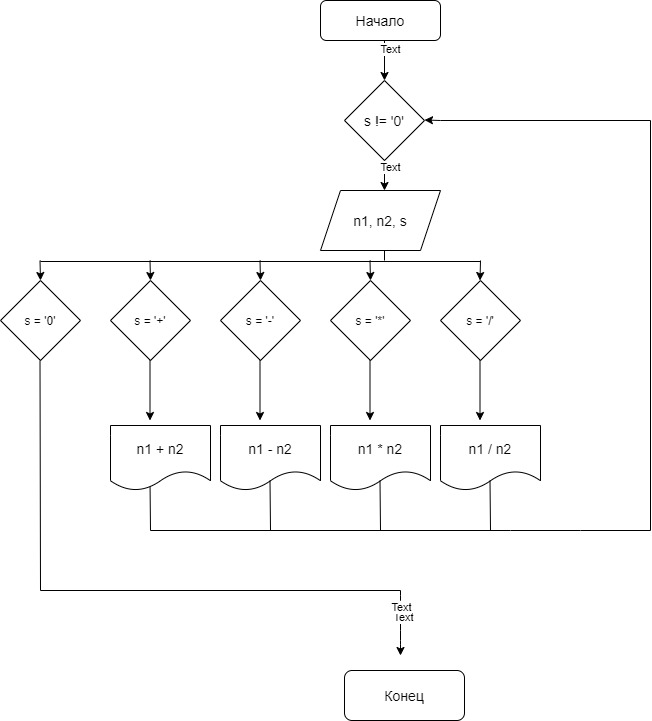 Начало
Text
s != '0'
Text
n1, n2, s
s = '0'
s = '+'
s = '-'
s = '*'
s = '/'
n1 + n2
n1 - n2
n1 * n2
n1 / n2
Text
Text
Конец